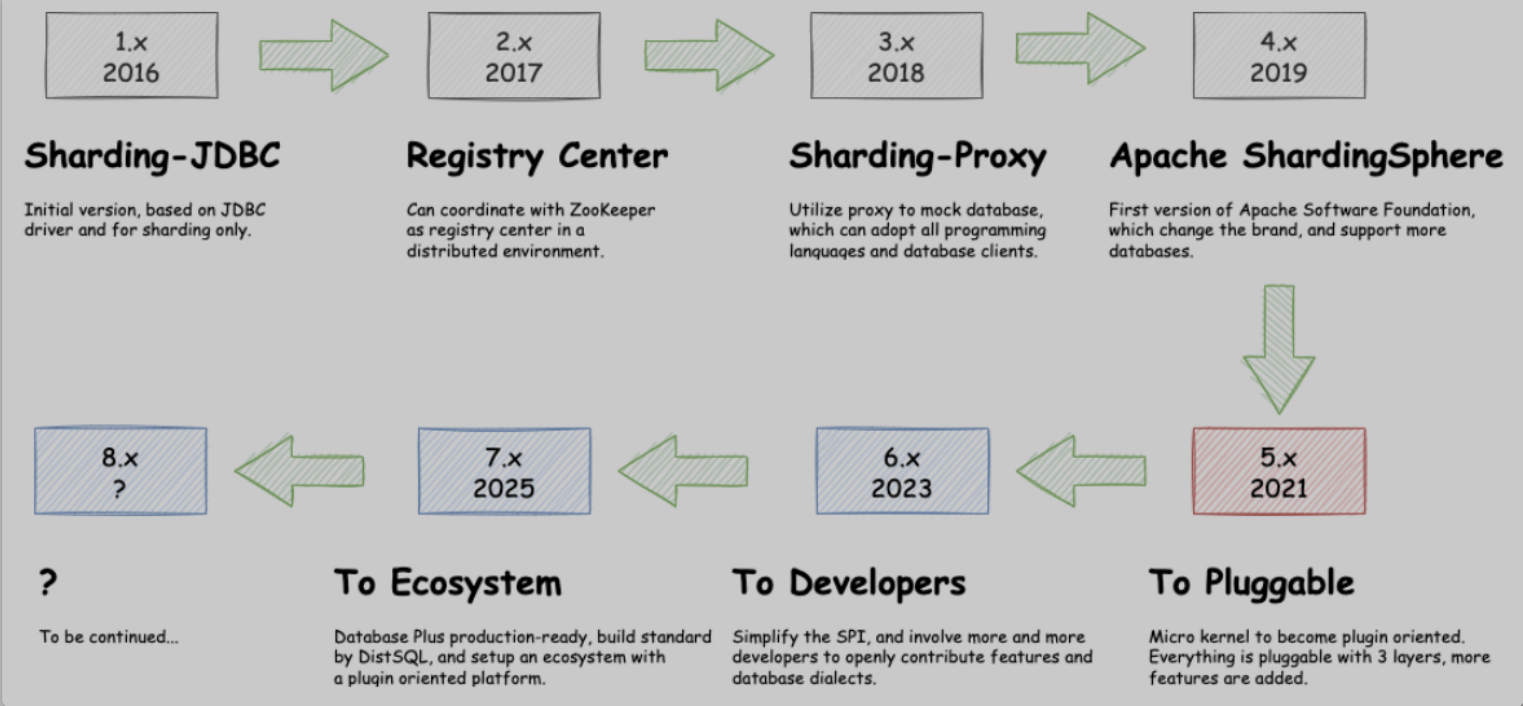 1.x
2016
2.x
2017
3.x
2018
4.x
2019
Sharding-JDBC
Initial version, based on JDBC
driver and for sharding only.
Registry Center
Can coordinate with ZooKeeper
as registry center in a
distributed environment.
Sharding-Proxy
Utilize proxy to mock database,
which can adopt all programming
languages and database clients.
Apache ShardingSphere
First version of Apache Software Foundation,
which change the brand, and support more
databases.
8.x
?
7.x
2025
6.x
2023
5.x
2021
?
To be continued...
To Ecosystem
Database Plus production-ready, build standard
by DistSQL, and setup an ecosystem with
a plugin oriented platform.
To Developers
Simplify the SPI, and involve more and more
developers to openly contribute features and
database dialects.
To Pluggable
Micro kernel to become plugin oriented.
Everything is pluggable with 3 layers, more
features are added.